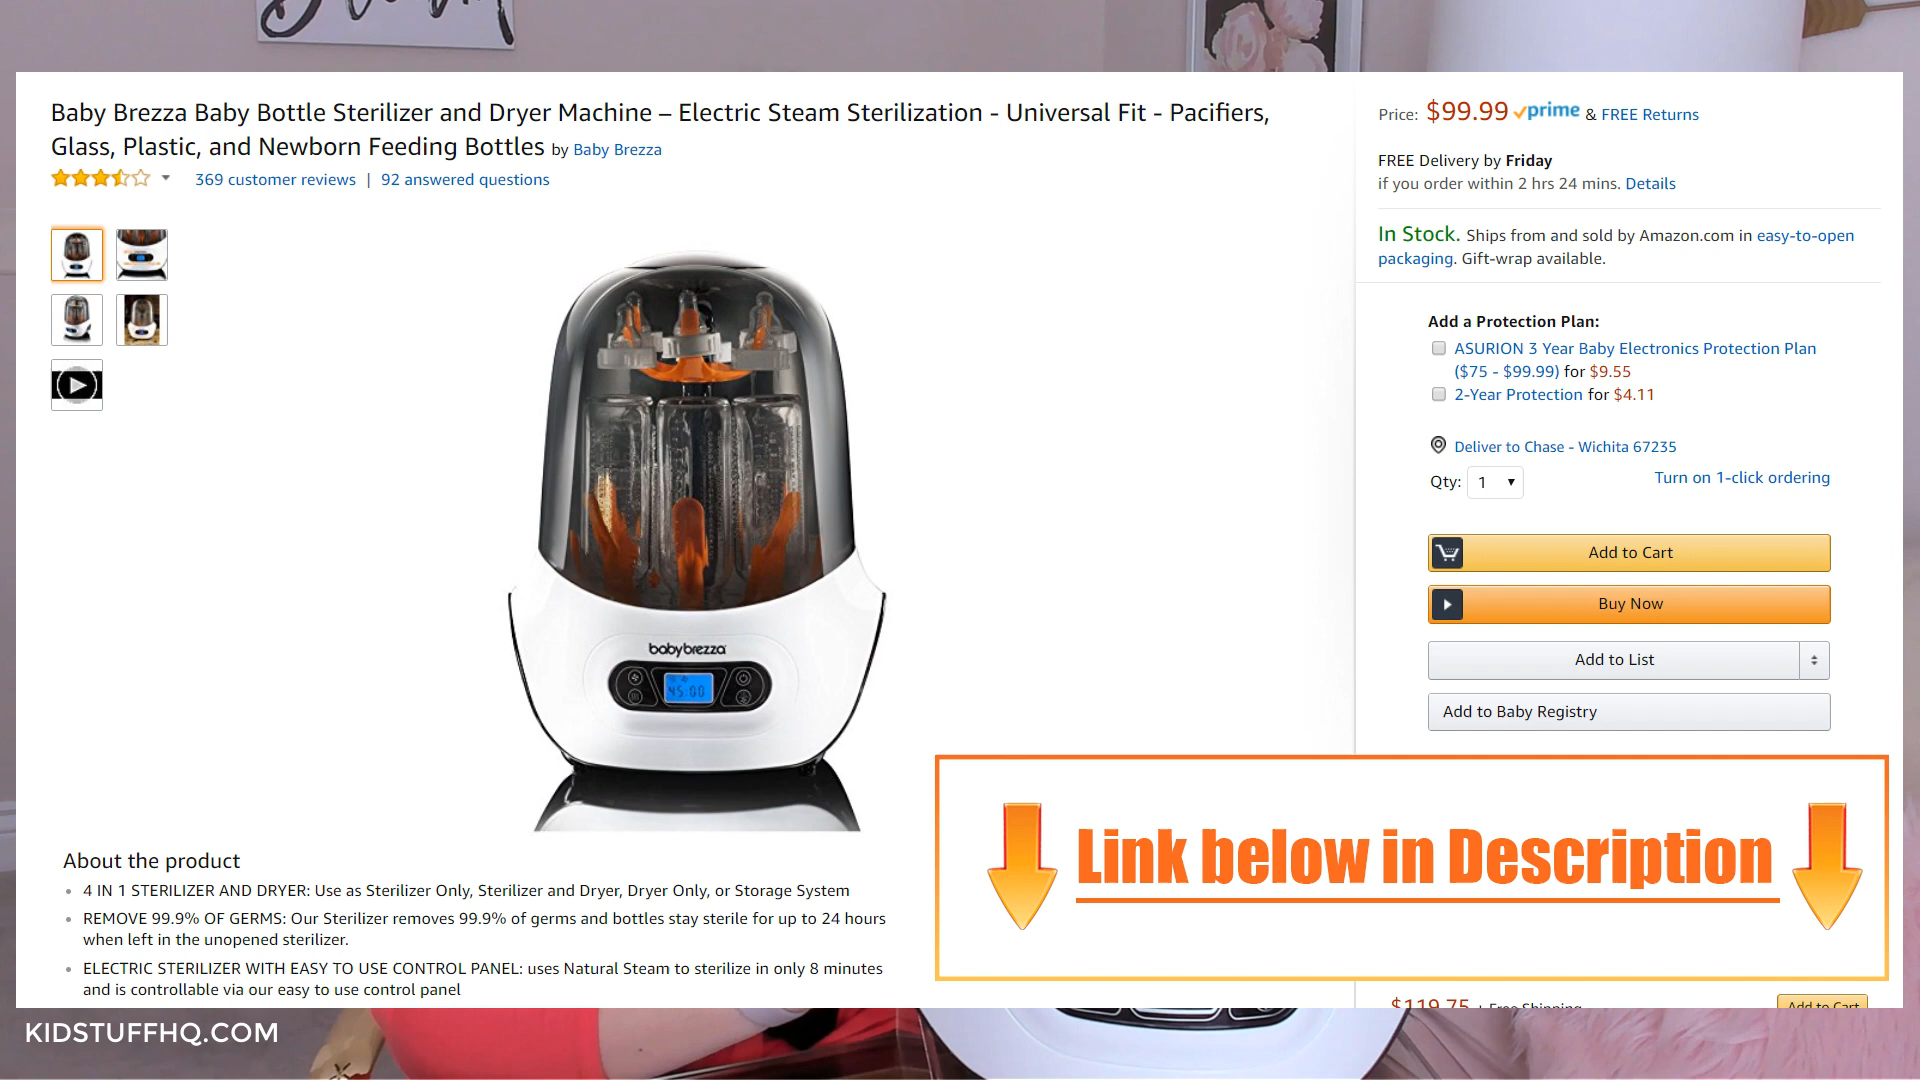 Baby Brezza Baby Bottle Sterilizer and Dryer Machine – Electric Steam Sterilization - Universal Fit - Pacifiers,
Glass, Plastic, and Newborn Feeding Bottles by Baby Brezza
369 customer reviews | 92 answered questions
babybrezza
45:00
About the product
• 4 IN 1 STERILIZER AND DRYER: Use as Sterilizer Only, Sterilizer and Dryer, Dryer Only, or Storage System
• REMOVE 99.9% OF GERMS: Our Sterilizer removes 99.9% of germs and bottles stay sterile for up to 24 hours
when left in the unopened sterilizer.
• ELECTRIC STERILIZER WITH EASY TO USE CONTROL PANEL: uses Natural Steam to sterilize in only 8 minutes
and is controllable via our easy to use control panel
Price: $99.99 prime & FREE Returns
FREE Delivery by Friday
if you order within 2 hrs 24 mins. Details
In Stock. Ships from and sold by Amazon.com in easy-to-open
packaging. Gift-wrap available.
Add a Protection Plan:
ASURION 3 Year Baby Electronics Protection Plan
($75 - $99.99) for $9.55
2-Year Protection for $4.11
Deliver to Chase - Wichita 67235
Qty: 1
Turn on 1-click ordering
Add to Cart
Buy Now
Add to List
Add to Baby Registry
Link below in Description
$119.75 + Free Shipping
Add to Cart
KIDSTUFFHQ.COM